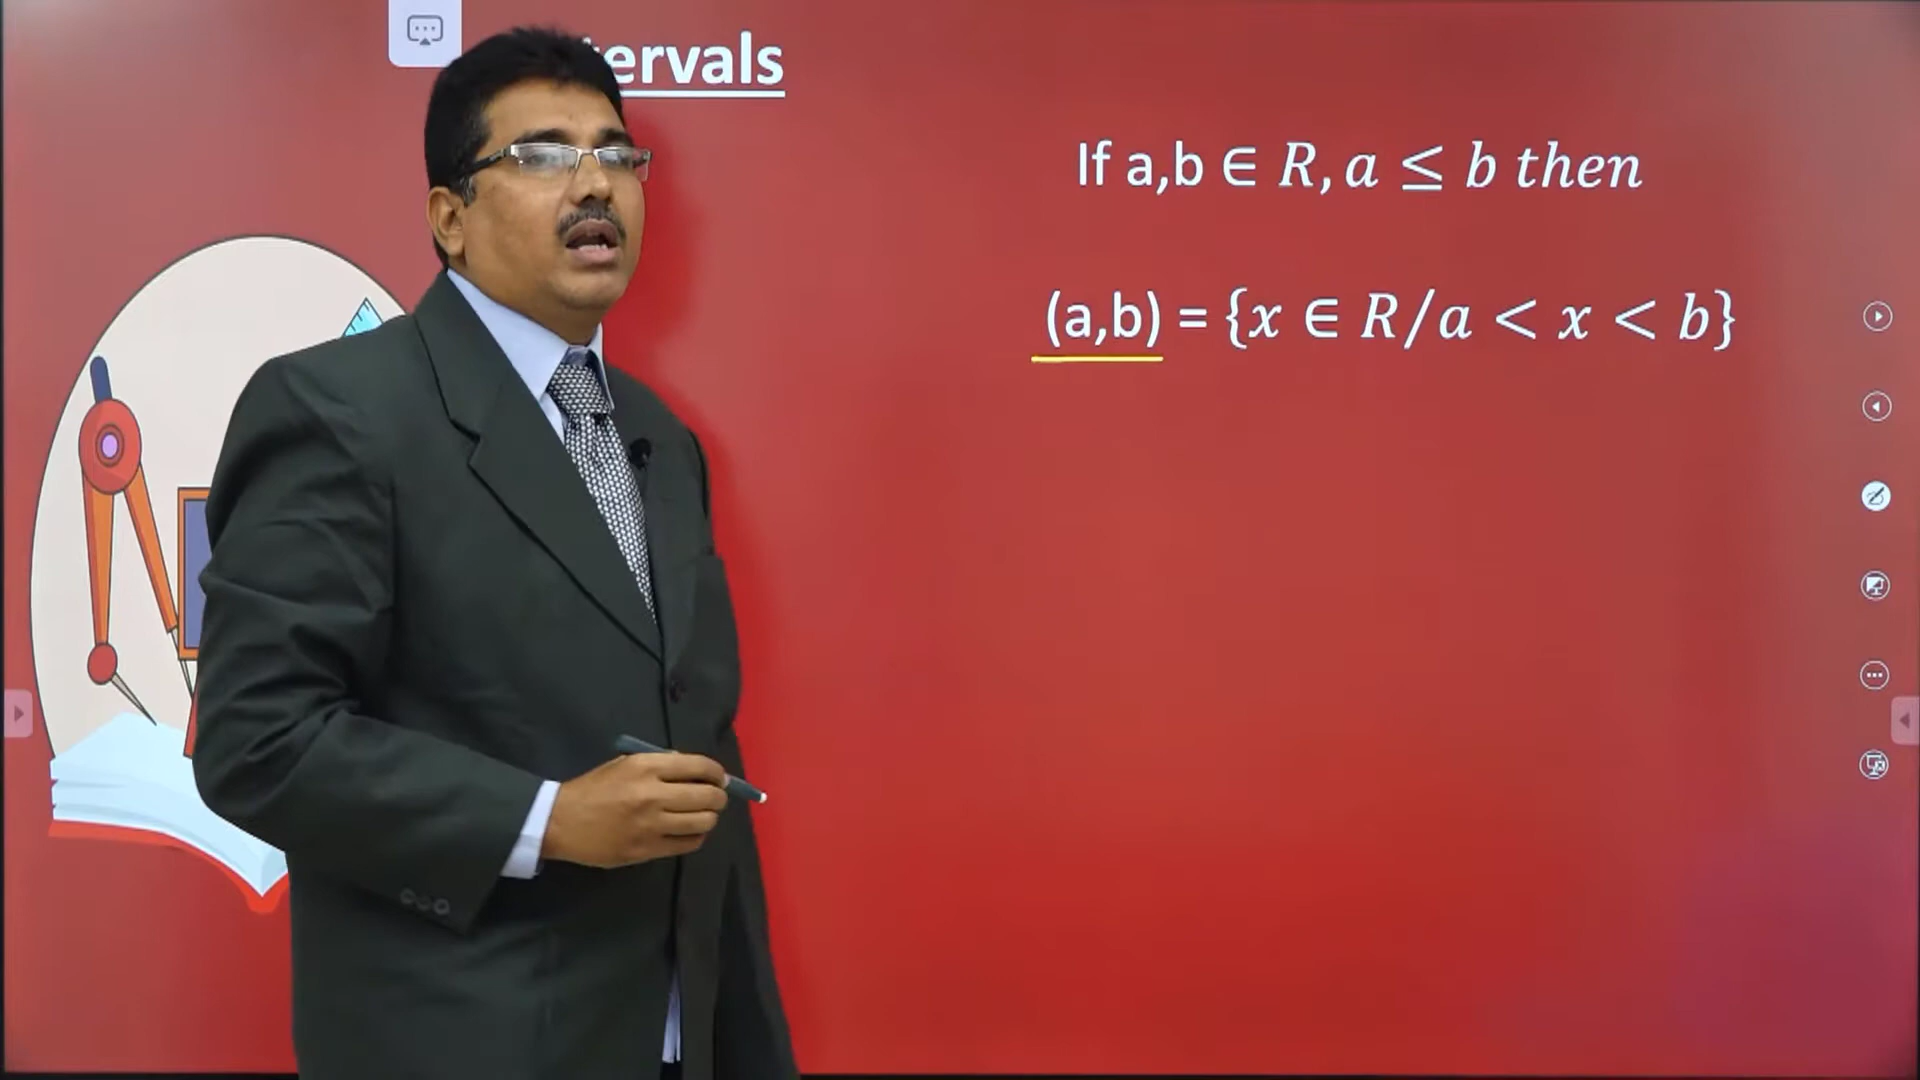 ervals
If a,b ∈ R, a ≤ b then
(a,b) = {x ∈ R/a < x < b}